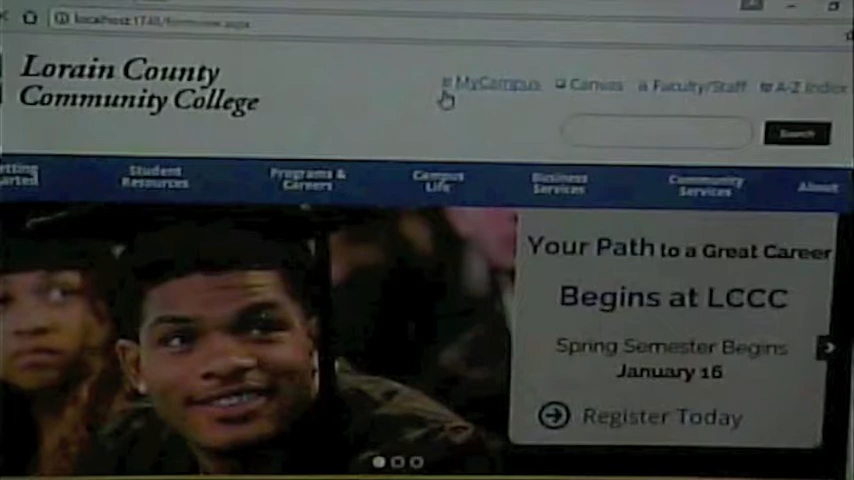 Lorain County
Community College
MyCampus Canvas Faculty/Staff A-Z Index
Search
Student
Resources
Programs &
Careers
Campus
Life
Business
Services
Community
Services
About
Your Path to a Great Career
Begins at LCCC
Spring Semester Begins
January 16
Register Today